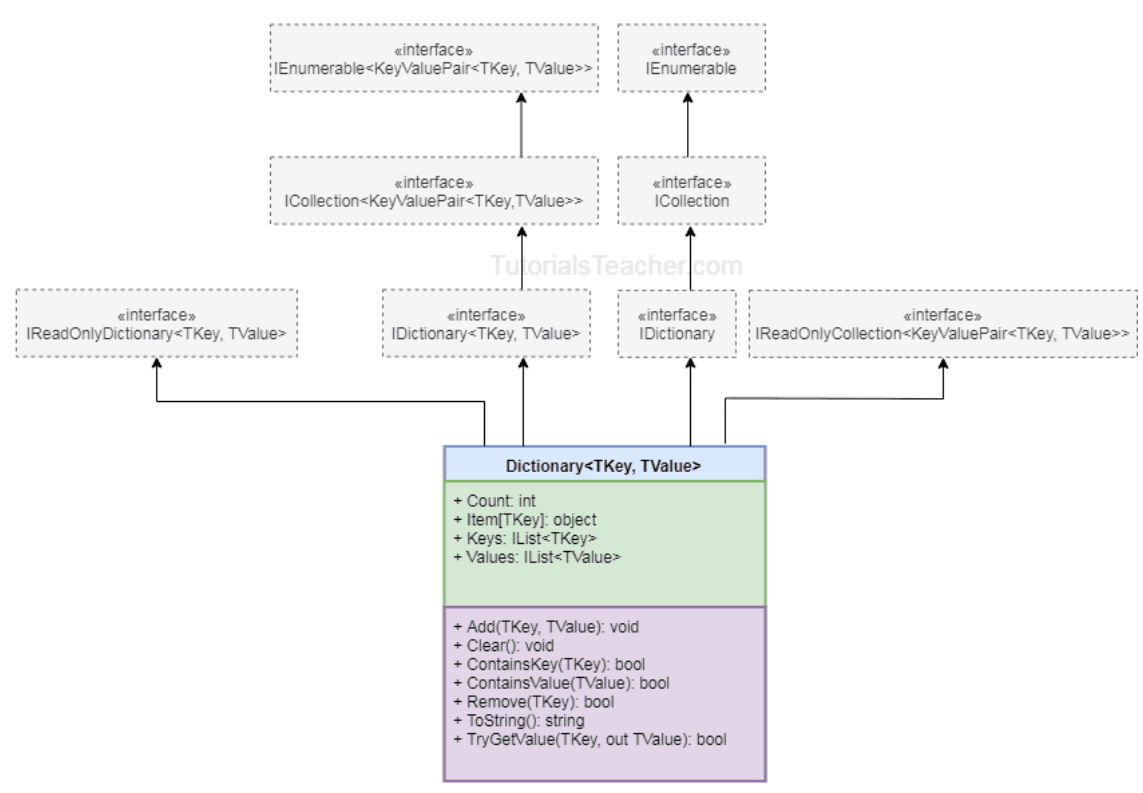 «interface»
IEnumerable<KeyValuePair<TKey, TValue>>
«interface»
IEnumerable
«interface»
ICollection<KeyValuePair<TKey,TValue>>
«interface»
ICollection
TutorialsTeacher.com
«interface»
IReadOnlyDictionary<TKey, TValue>
«interface»
IDictionary<TKey, TValue>
«interface»
IDictionary
«interface»
IReadOnlyCollection<KeyValuePair<TKey, TValue>>
Dictionary<TKey, TValue>
+ Count: int
+ Item[TKey]: object
+ Keys: IList<TKey>
+ Values: IList<TValue>
+ Add(TKey, TValue): void
+ Clear(): void
+ ContainsKey(TKey): bool
+ ContainsValue(TValue): bool
+ Remove(TKey): bool
+ ToString(): string
+ TryGetValue(TKey, out TValue): bool